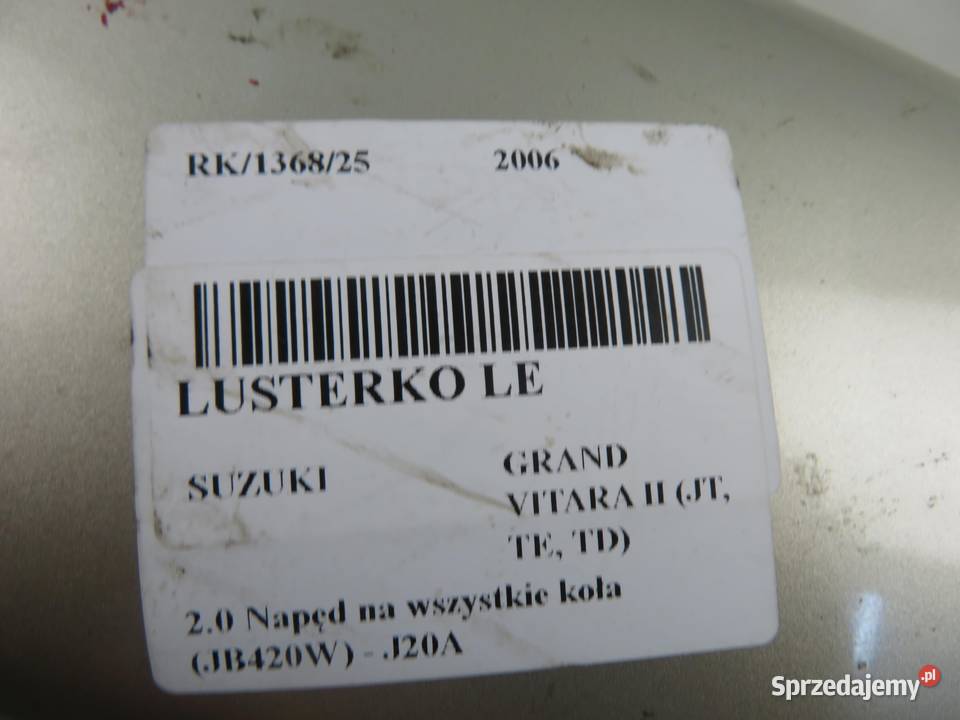 RK/1368/25 2006
LUSTERKO LE
SUZUKI GRAND
VITARA II (JT,
TE, TD)
2.0 Napęd na wszystkie koła
(JB420W) - J20A
Sprzedajemy.pl